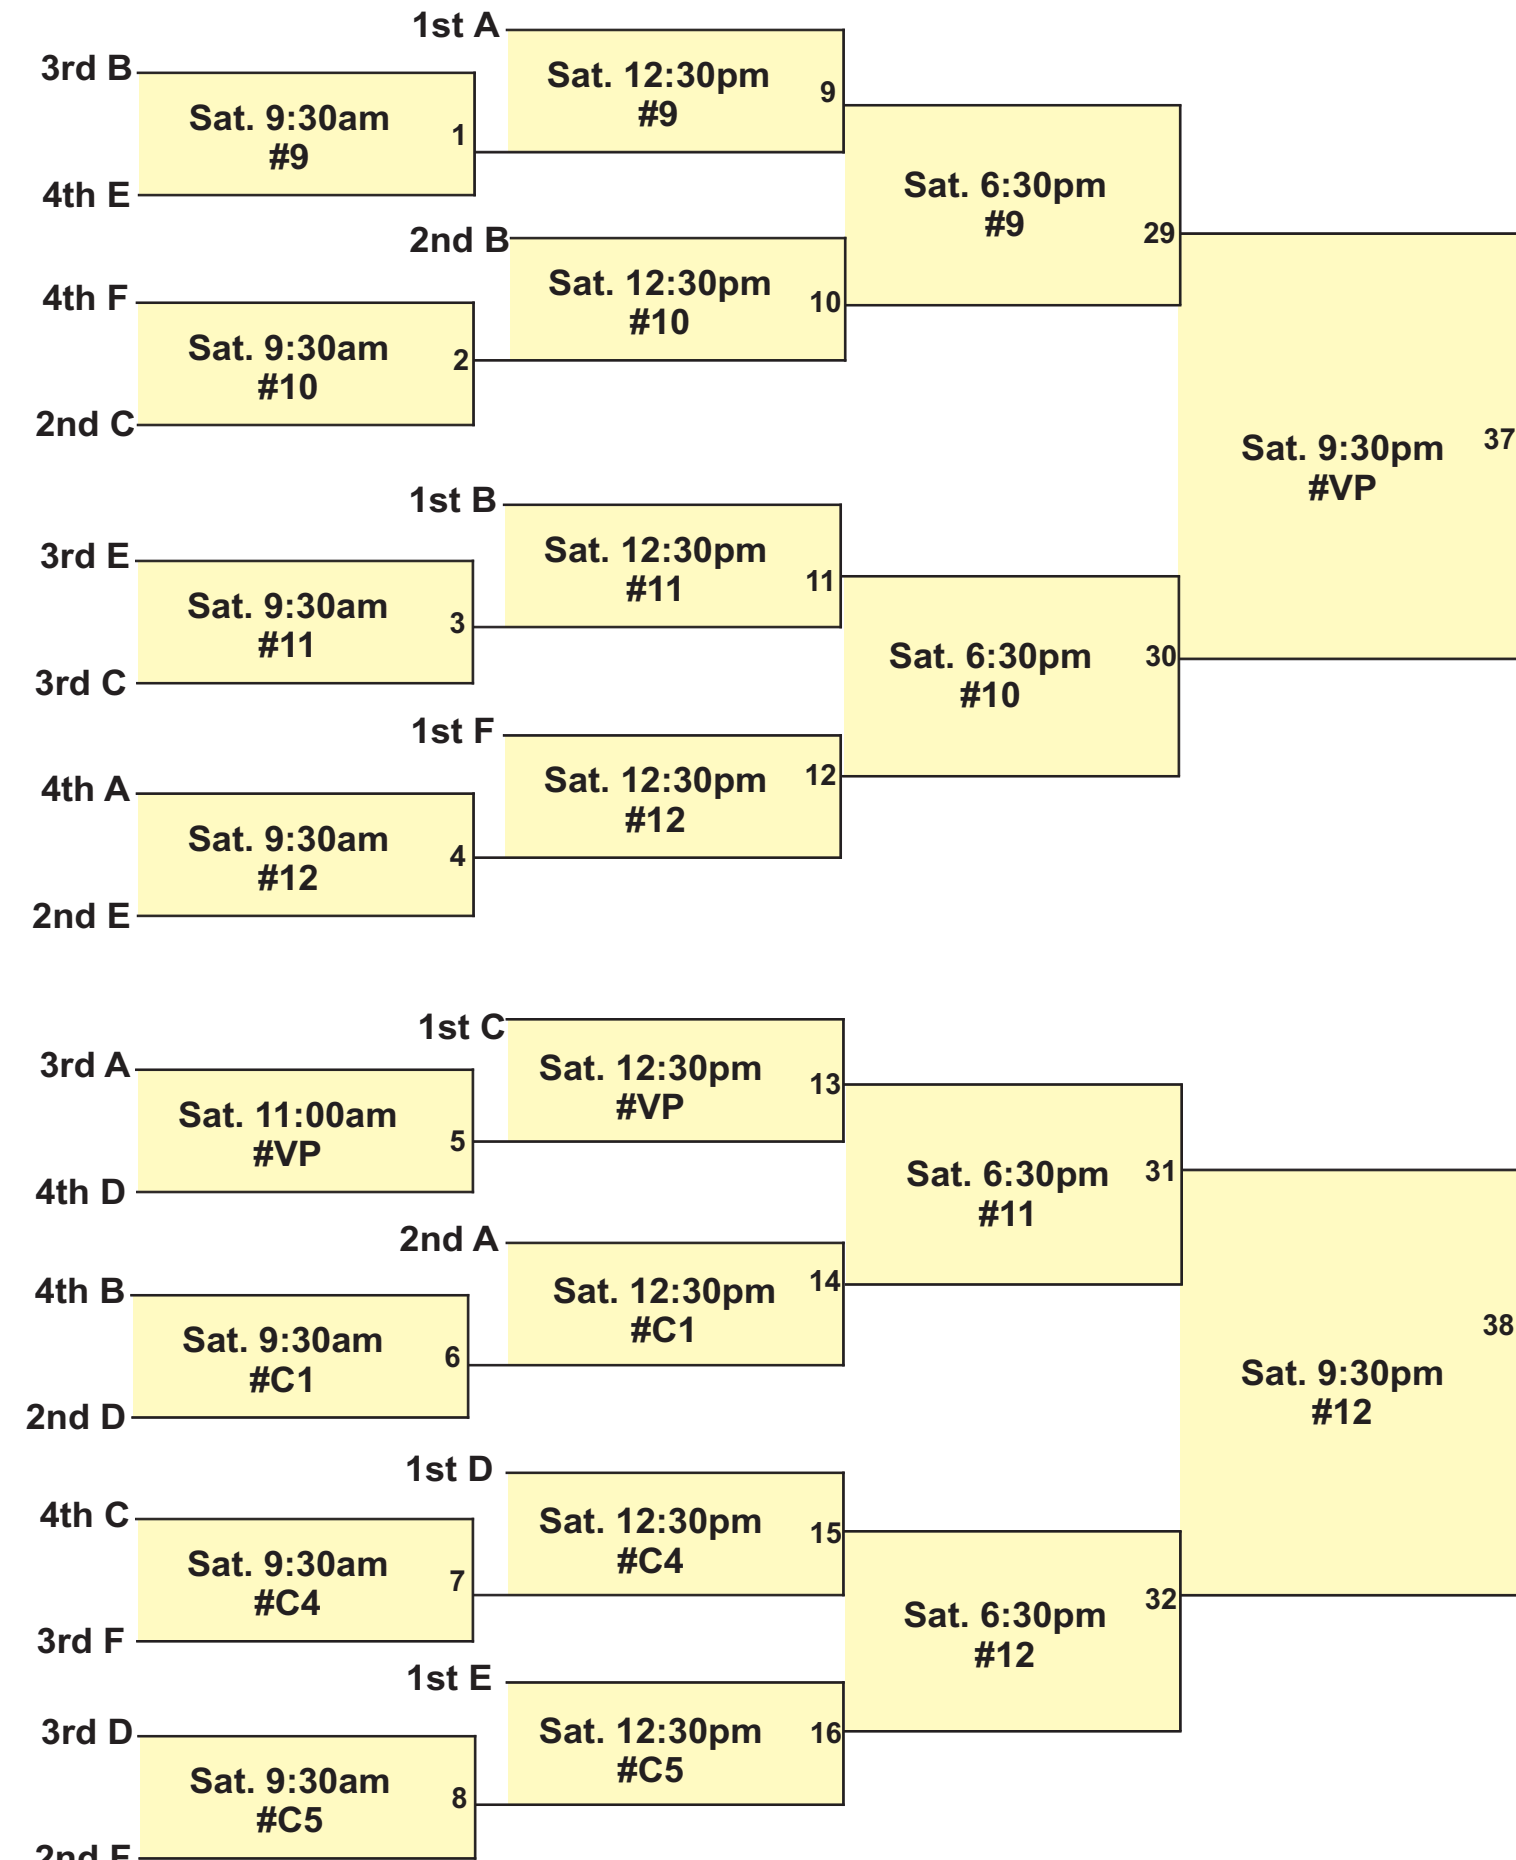 1st A
3rd B
Sat. 12:30pm
#9
9
Sat. 9:30am
#9
1
4th E
Sat. 6:30pm
#9
29
2nd B
4th F
Sat. 12:30pm
#10
10
Sat. 9:30am
#10
2
2nd C
Sat. 9:30pm
#VP
37
1st B
3rd E
Sat. 12:30pm
#11
11
Sat. 9:30am
#11
3
3rd C
Sat. 6:30pm
#10
30
1st F
4th A
Sat. 12:30pm
#12
12
Sat. 9:30am
#12
4
2nd E
1st C
3rd A
Sat. 12:30pm
#VP
13
Sat. 11:00am
#VP
5
4th D
Sat. 6:30pm
#11
31
2nd A
4th B
Sat. 12:30pm
#C1
14
Sat. 9:30am
#C1
6
2nd D
Sat. 9:30pm
#12
38
1st D
4th C
Sat. 12:30pm
#C4
15
Sat. 9:30am
#C4
7
3rd F
Sat. 6:30pm
#12
32
1st E
3rd D
Sat. 12:30pm
#C5
16
Sat. 9:30am
#C5
8
2nd